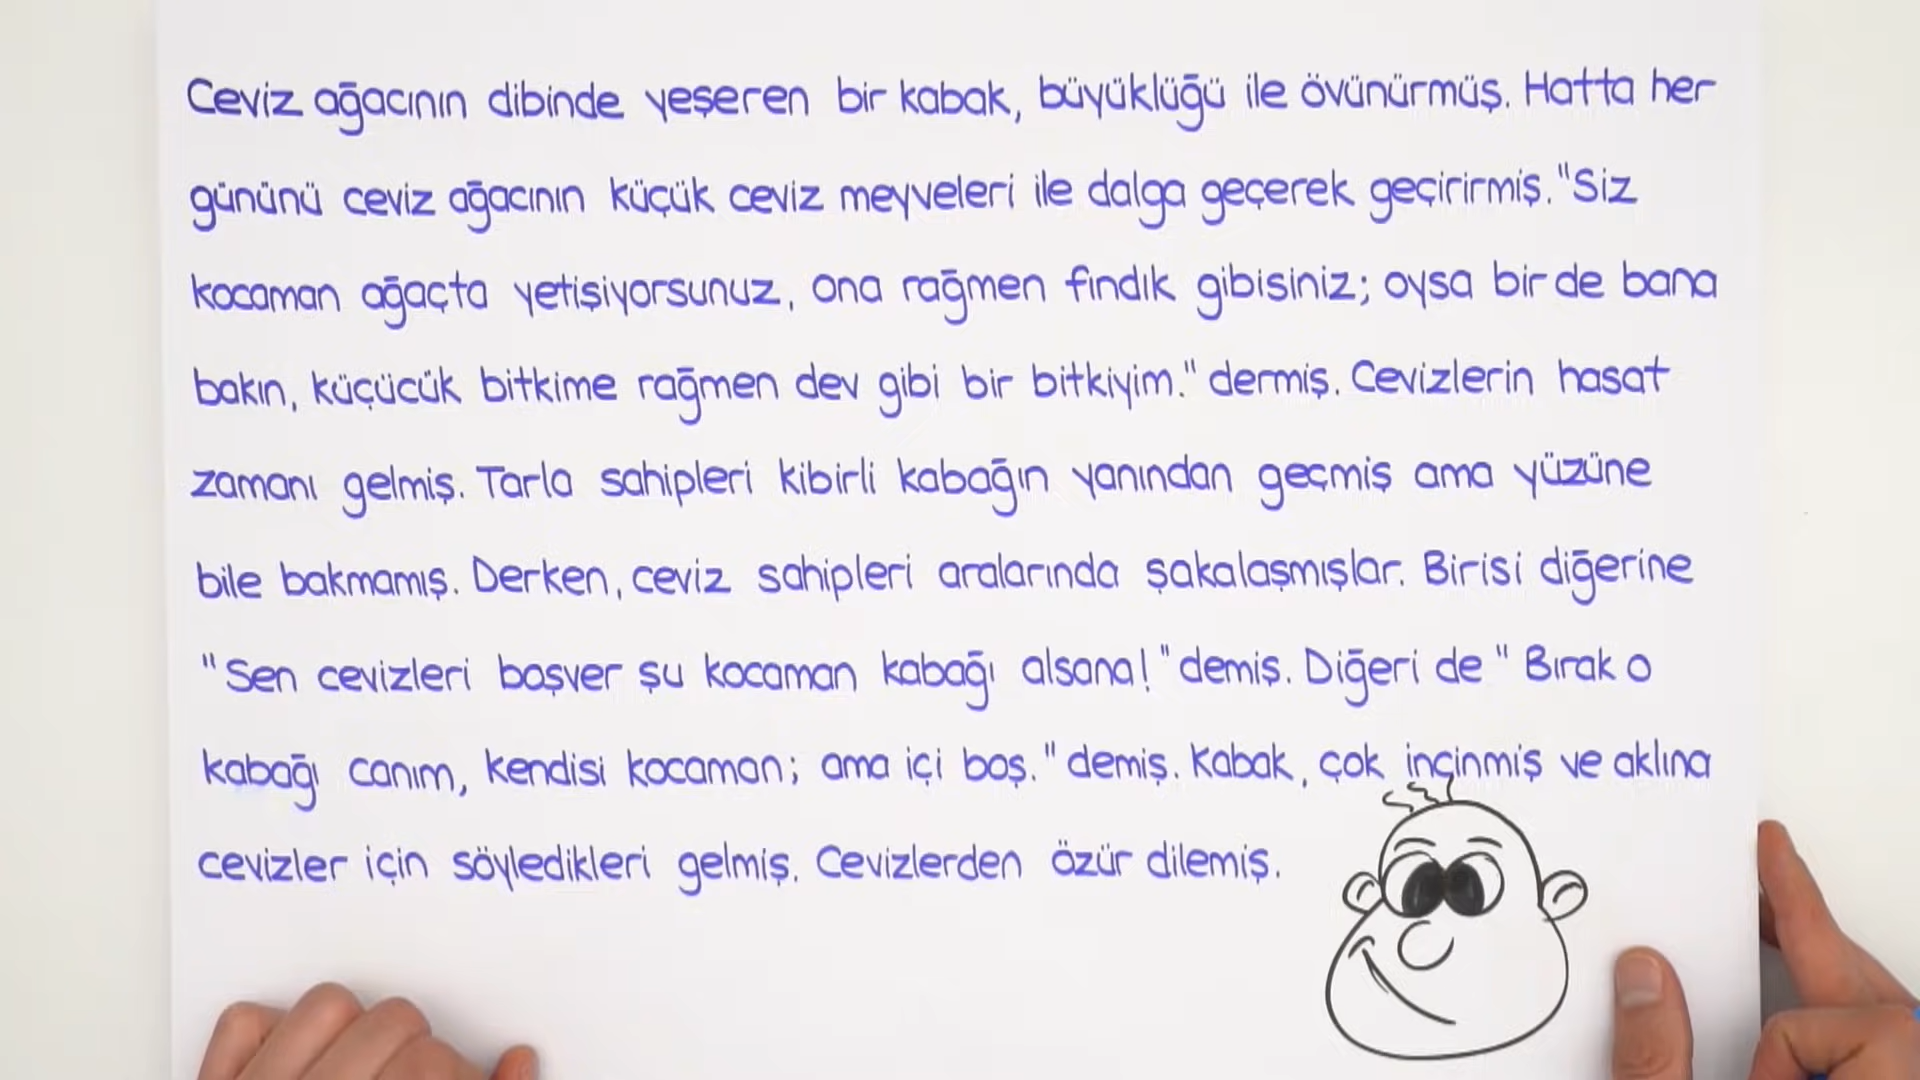 Ceviz ağacının dibinde yeşeren bir kabak, büyüklüğü ile övünürmüş. Hatta her
gününü ceviz ağacının küçük ceviz meyveleri ile dalga geçerek geçirirmiş. "Siz
kocaman ağaçta yetişiyorsunuz, ona rağmen fındık gibisiniz; oysa bir de bana
bakın, küçücük bitkime rağmen dev gibi bir bitkiyim." dermiş. Cevizlerin hasat
zamanı gelmiş. Tarla sahipleri kibirli kabağın yanından geçmiş ama yüzüne
bile bakmamış. Derken, ceviz sahipleri aralarında şakalaşmışlar. Birisi diğerine
"Sen cevizleri boşver şu kocaman kabağı alsana!" demiş. Diğeri de "Bırak o
kabağı canım, kendisi kocaman; ama içi boş." demiş. Kabak, çok inçinmiş ve aklına
cevizler için söyledikleri gelmiş. Cevizlerden özür dilemiş.